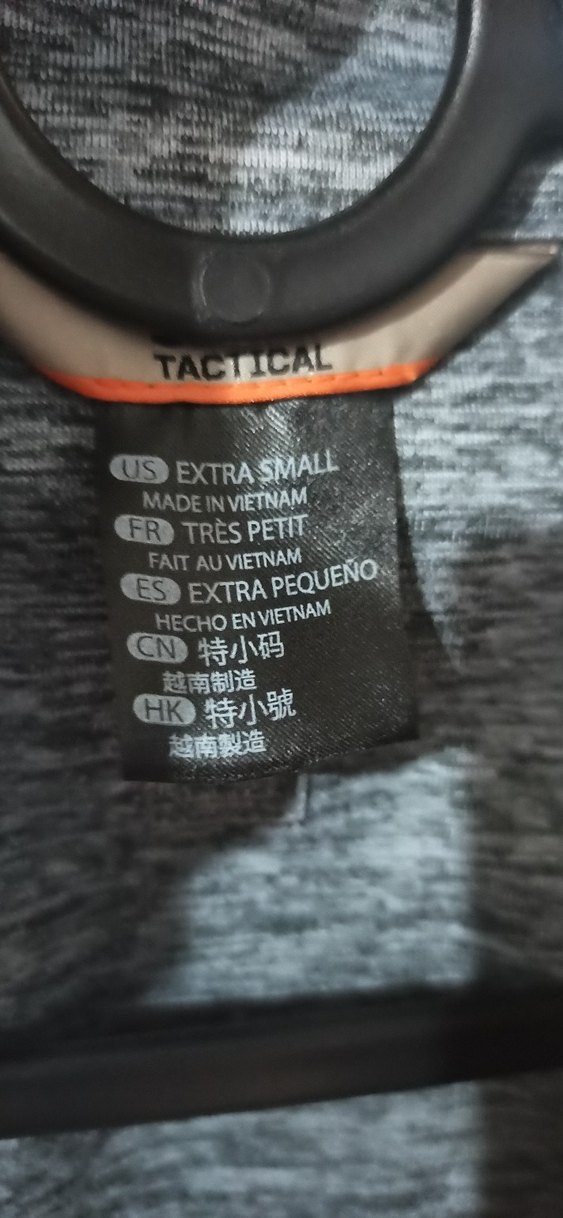 TACTICAL
US EXTRA SMALL
MADE IN VIETNAM
FR TRÈS PETIT
FAIT AU VIETNAM
ES EXTRA PEQUEÑO
HECHO EN VIETNAM
CN 特小码
越南制造
HK 特小號
越南製造